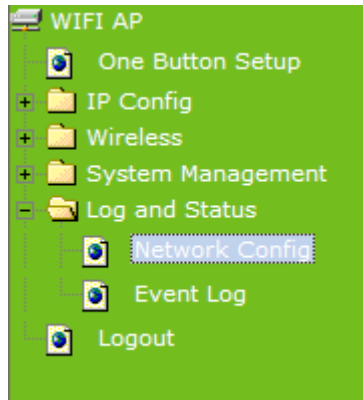 WIFI AP
One Button Setup
IP Config
Wireless
System Management
Log and Status
Network Config
Event Log
Logout